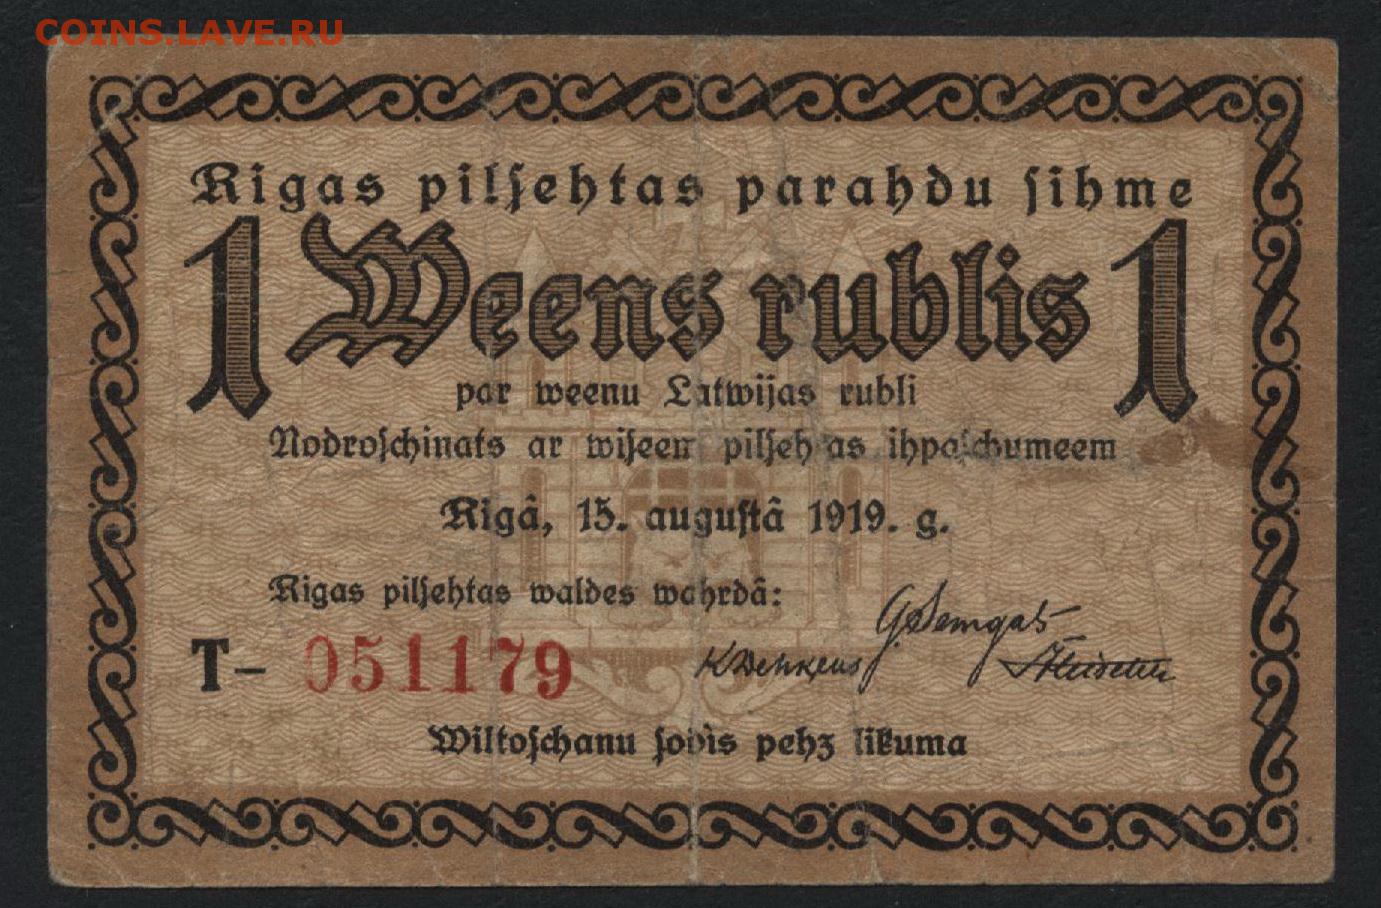 COINS.LAVE.RU
Rigas pilſehtas parahdu ſihme
1 Weens rublis 1
par weenu Latwijas rubli
Nodroſchinats ar wiſeem pilſehtas ihpaſchumeem
Rigâ, 15. auguſtâ 1919. g.
Rigas pilſehtas waldes wahrdâ:
T- 051179
Wiltoſchanu ſodis pehz likuma